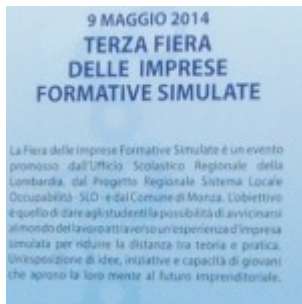 9 MAGGIO 2014
TERZA FIERA
DELLE IMPRESE
FORMATIVE SIMULATE
La Fiera delle Imprese Formative Simulate è un evento
promosso dall'Ufficio Scolastico Regionale della
Lombardia, dal Progetto Regionale Sistema Locale
Occupabilità - SLO - e dal Comune di Monza. L'obiettivo
è quello di dare agli studenti la possibilità di avvicinarsi
al mondo del lavoro attraverso un'esperienza d'impresa
simulata per ridurre la distanza tra teoria e pratica.
Un'esposizione di idee, iniziative e capacità di giovani
che aprono la loro mente al futuro imprenditoriale.